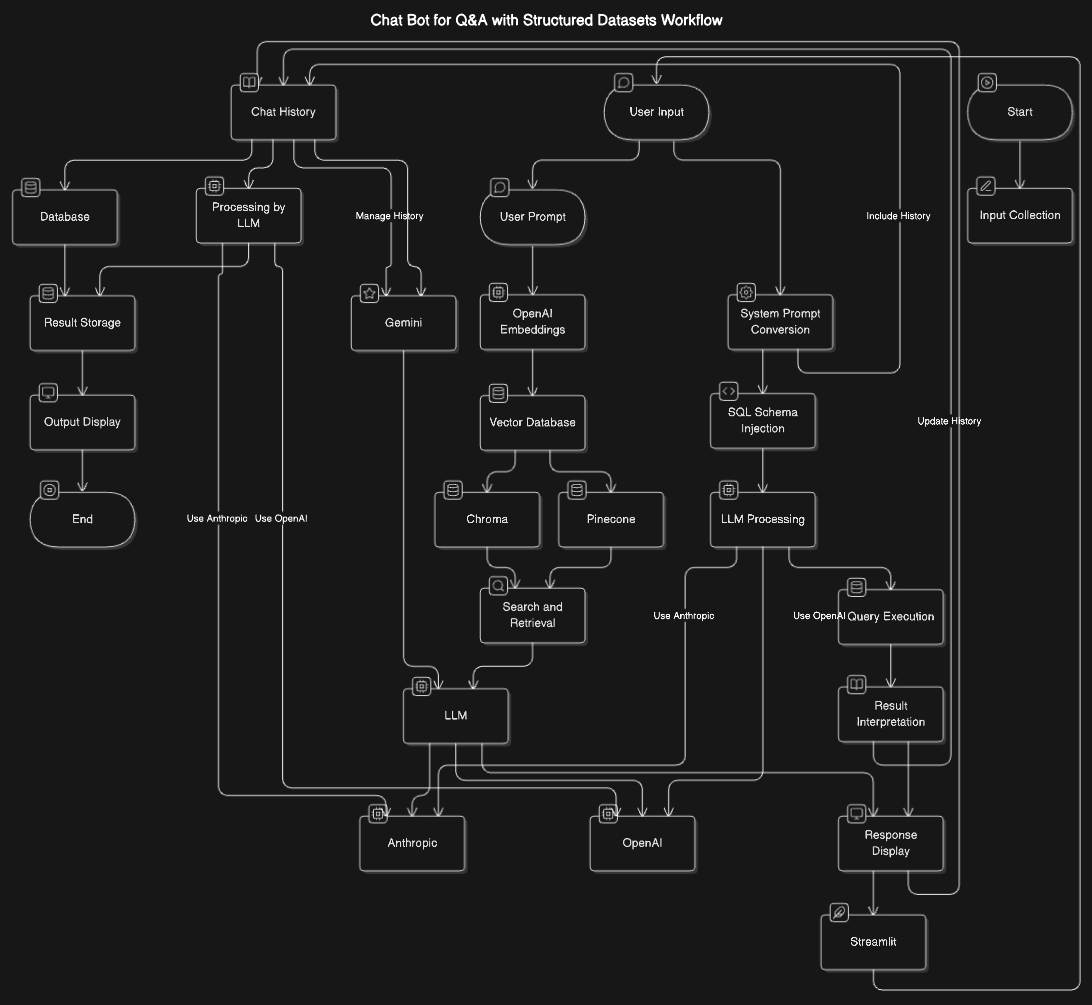 Chat Bot for Q&A with Structured Datasets Workflow
Chat History
User Input
Start
Database
Processing by
LLM
Manage History
User Prompt
Include History
Input Collection
Result Storage
Gemini
OpenAI
Embeddings
System Prompt
Conversion
Output Display
Vector Database
SQL Schema
Injection
Update History
End
Use Anthropic
Use OpenAI
Chroma
Pinecone
LLM Processing
Search and
Retrieval
Use Anthropic
Use OpenAI
Query Execution
LLM
Result
Interpretation
Anthropic
OpenAI
Response
Display
Streamlit